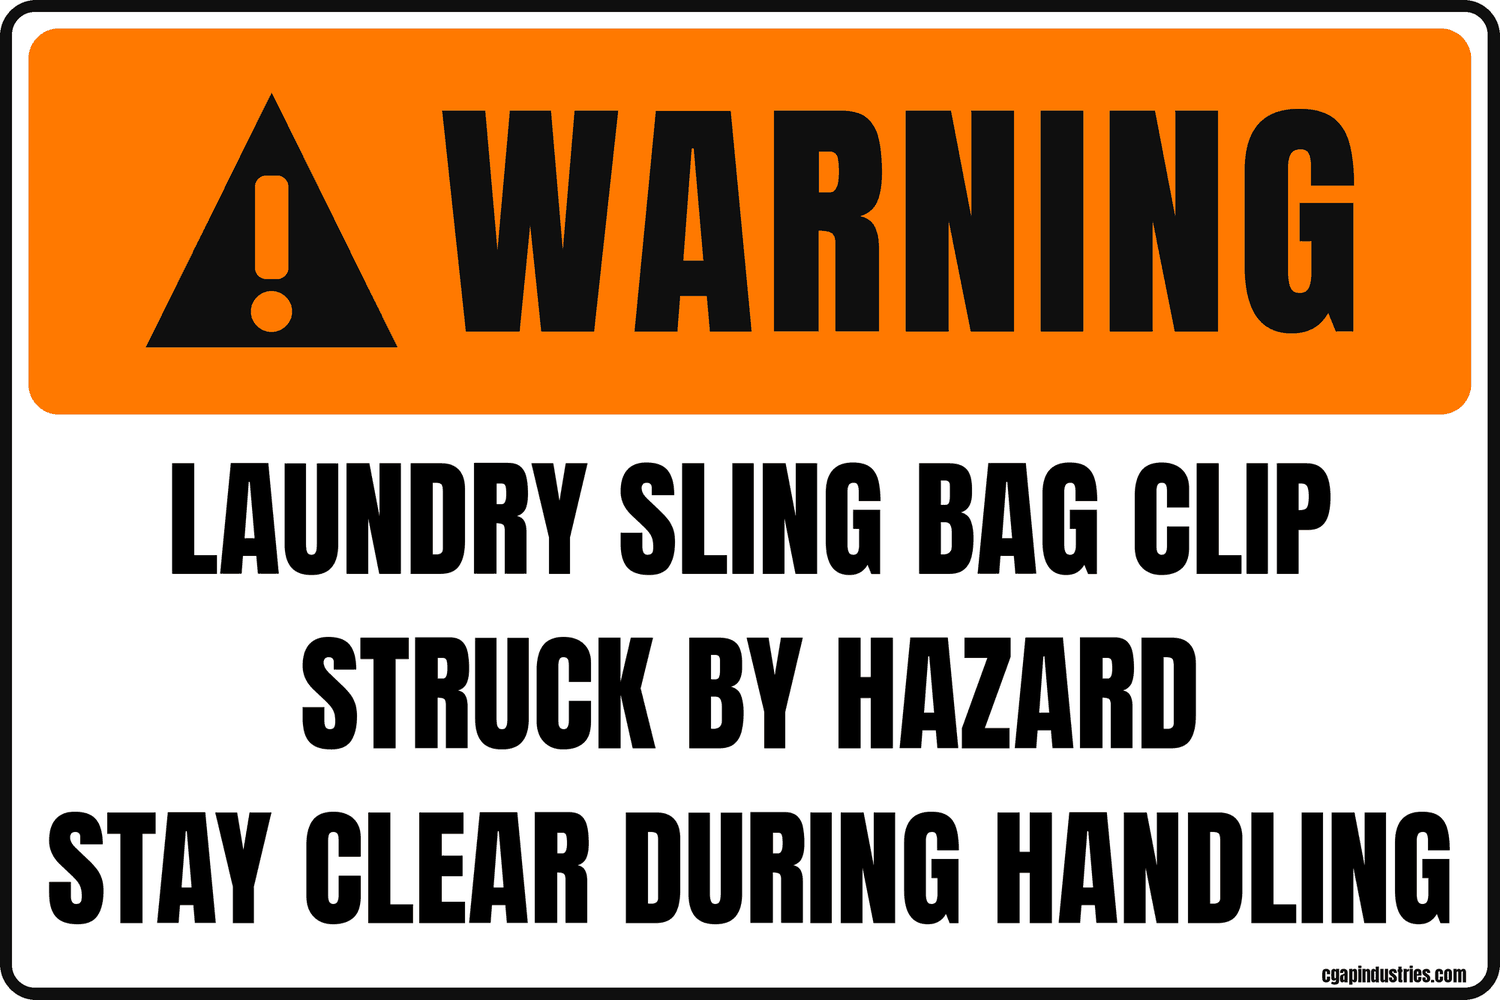 WARNING
LAUNDRY SLING BAG CLIP
STRUCK BY HAZARD
STAY CLEAR DURING HANDLING
cgapindustries.com